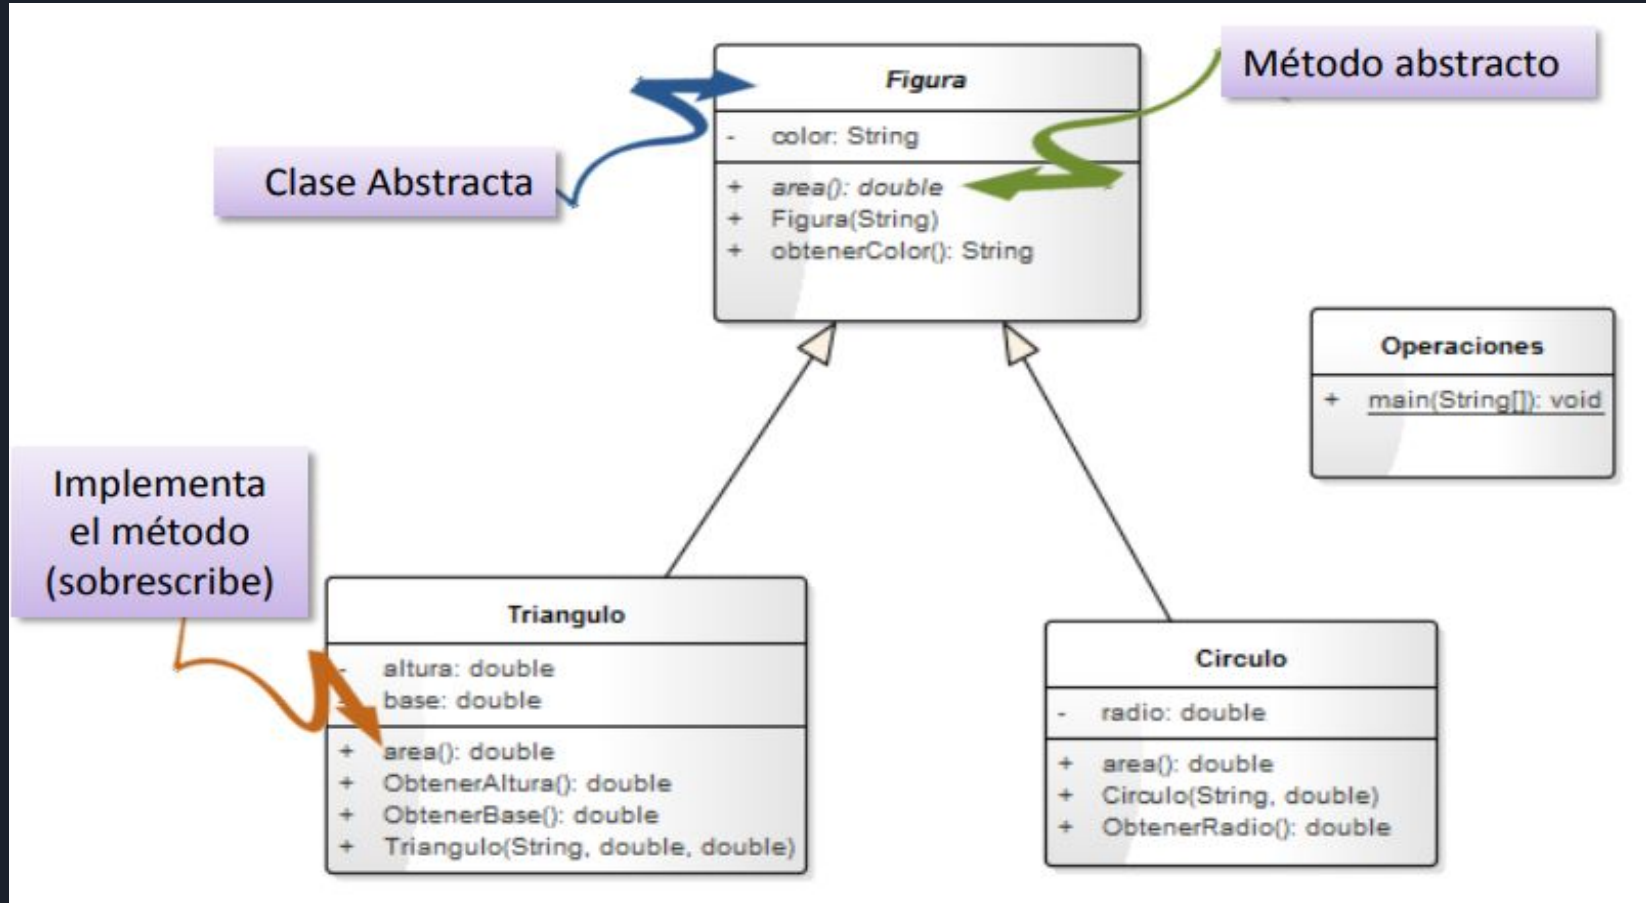 Figura
- color: String
+ area(): double
+ Figura(String)
+ obtenerColor(): String
Método abstracto
Clase Abstracta
Operaciones
+ main(String[]): void
Implementa
el método
(sobrescribe)
Triangulo
- altura: double
- base: double
+ area(): double
+ ObtenerAltura(): double
+ ObtenerBase(): double
+ Triangulo(String, double, double)
Circulo
- radio: double
+ area(): double
+ Circulo(String, double)
+ ObtenerRadio(): double